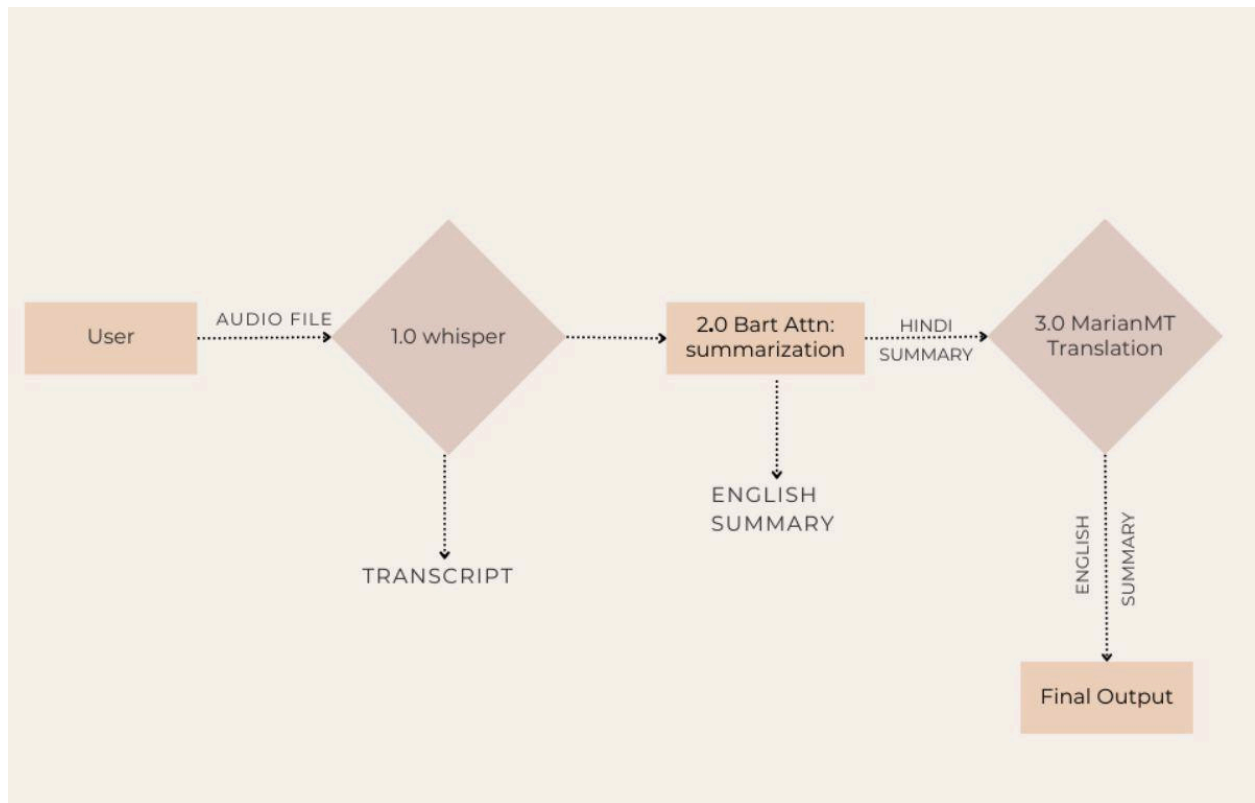 User
AUDIO FILE
1.0 whisper
TRANSCRIPT
2.0 Bart Attn:
summarization
ENGLISH
SUMMARY
HINDI
SUMMARY
3.0 MarianMT
Translation
ENGLISH
SUMMARY
Final Output